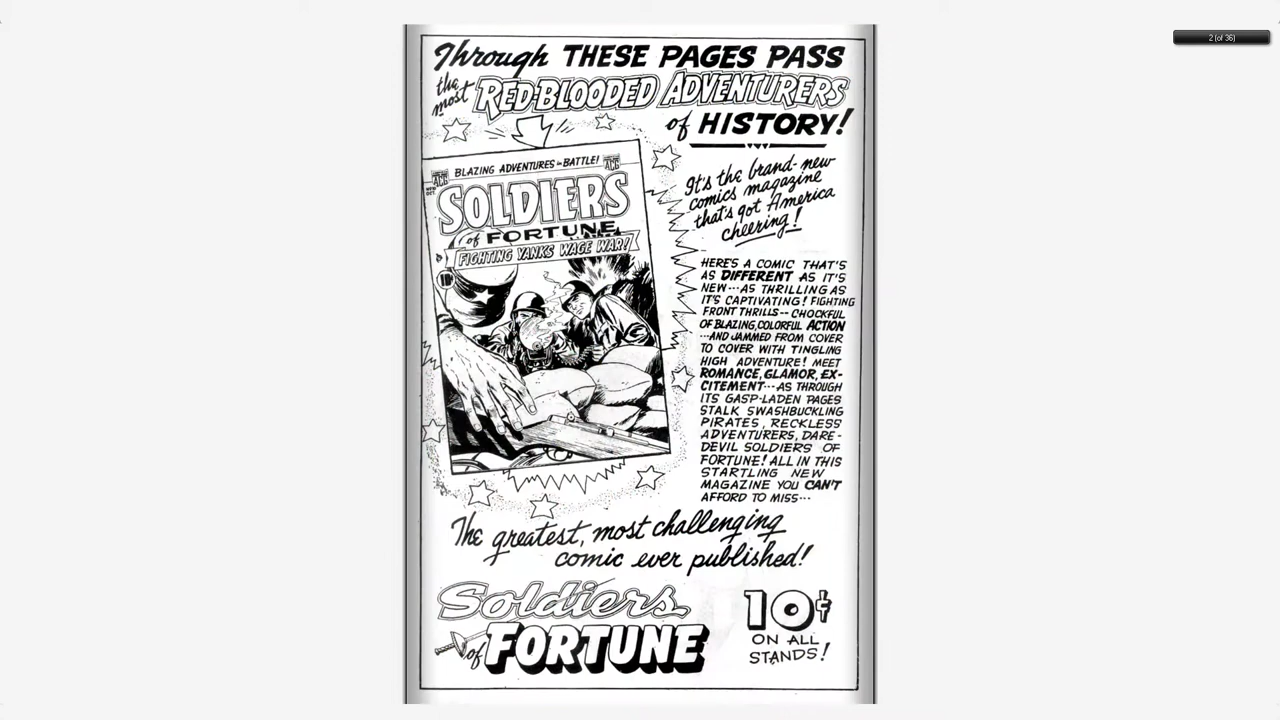 2 (of 36)
Through THESE PAGES PASS
the most RED-BLOODED ADVENTURERS
of HISTORY!
ACG BLAZING ADVENTURES in BATTLE! ACG
SOLDIERS
of FORTUNE
FIGHTING YANKS WAGE WAR!
10¢
It's the brand-new
comics magazine
that's got America
cheering!
HERE'S A COMIC THAT'S
AS DIFFERENT AS IT'S
NEW---AS THRILLING AS
IT'S CAPTIVATING! FIGHTING
FRONT THRILLS-- CHOCKFUL
OF BLAZING, COLORFUL ACTION
---AND JAMMED FROM COVER
TO COVER WITH TINGLING
HIGH ADVENTURE! MEET
ROMANCE, GLAMOR, EX-
CITEMENT---AS THROUGH
ITS GASP-LADEN PAGES
STALK SWASHBUCKLING
PIRATES, RECKLESS
ADVENTURERS, DARE-
DEVIL SOLDIERS OF
FORTUNE! ALL IN THIS
STARTLING NEW
MAGAZINE YOU CAN'T
AFFORD TO MISS---
The greatest, most challenging
comic ever published!
Soldiers
of FORTUNE
10¢
ON ALL
STANDS!